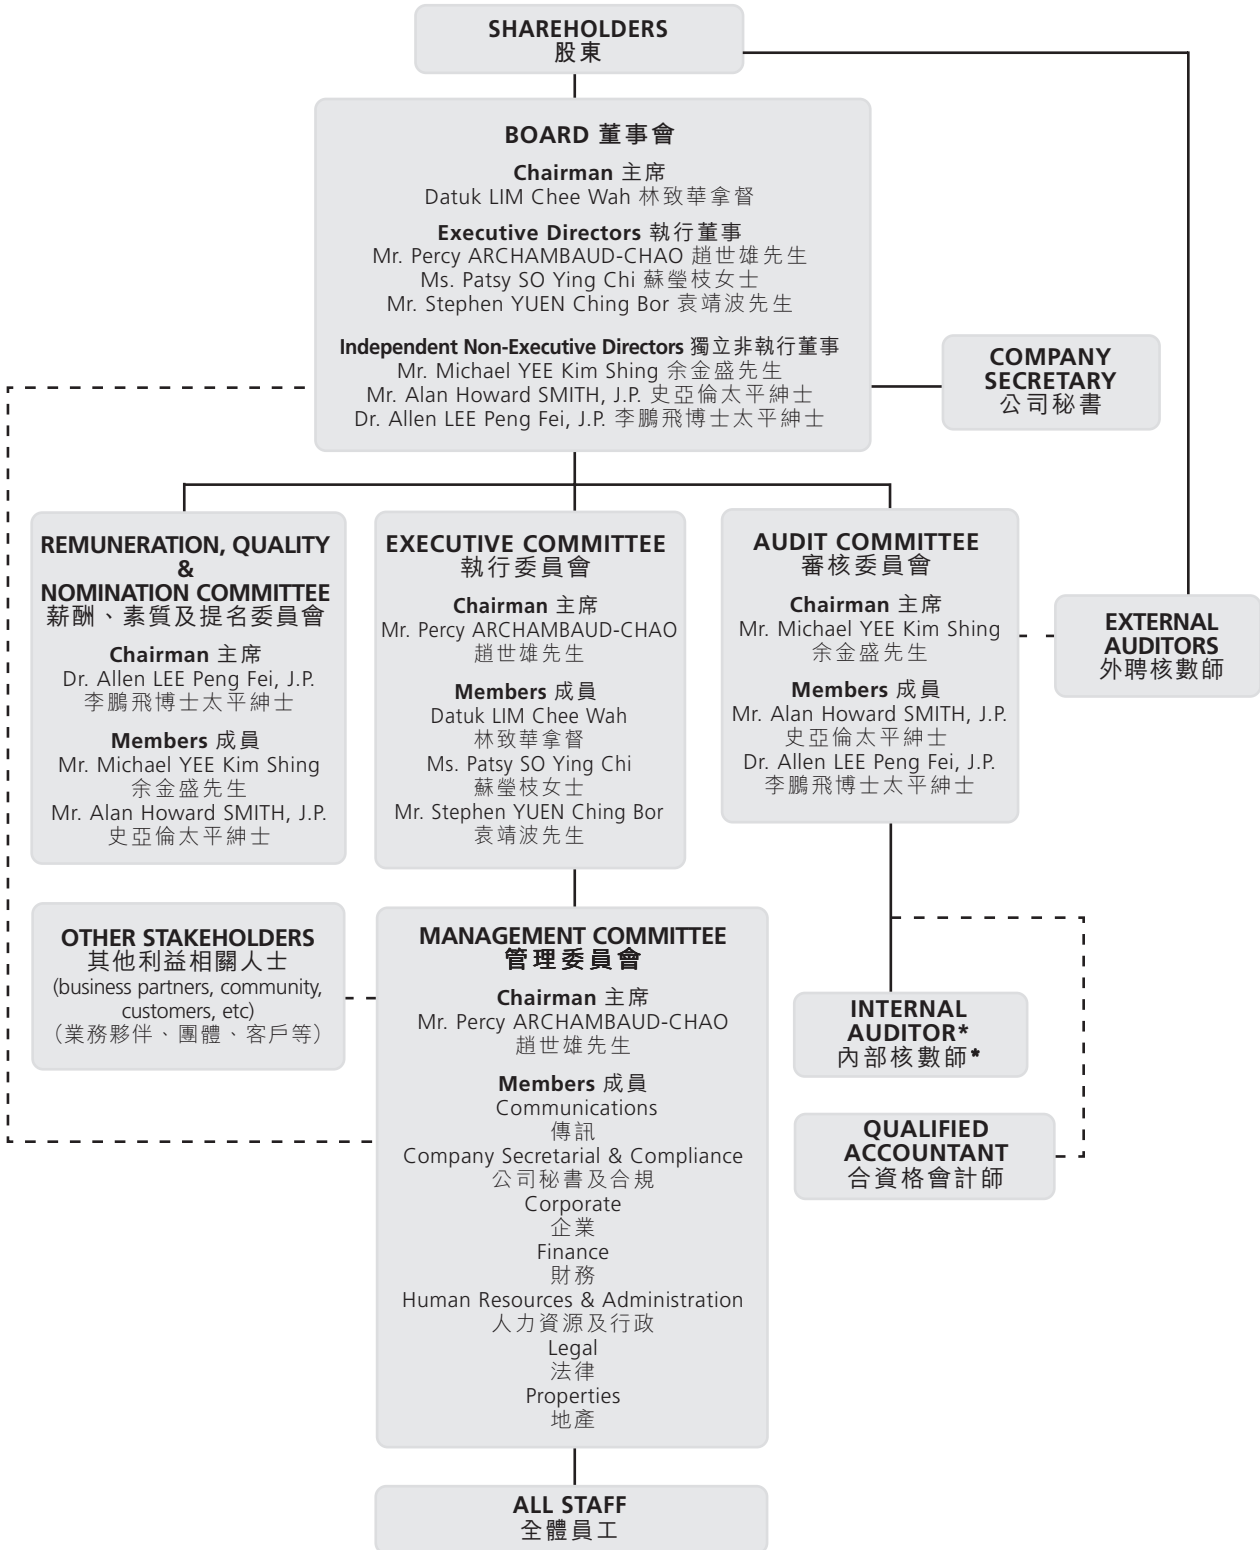 SHAREHOLDERS
股東
BOARD 董事會
Chairman 主席
Datuk LIM Chee Wah 林致華拿督
Executive Directors 執行董事
Mr. Percy ARCHAMBAUD-CHAO 趙世雄先生
Ms. Patsy SO Ying Chi 蘇瑩枝女士
Mr. Stephen YUEN Ching Bor 袁靖波先生
Independent Non-Executive Directors 獨立非執行董事
Mr. Michael YEE Kim Shing 余金盛先生
Mr. Alan Howard SMITH, J.P. 史亞倫太平紳士
Dr. Allen LEE Peng Fei, J.P. 李鵬飛博士太平紳士
COMPANY
SECRETARY
公司秘書
REMUNERATION, QUALITY
&
NOMINATION COMMITTEE
薪酬、素質及提名委員會
Chairman 主席
Dr. Allen LEE Peng Fei, J.P.
李鵬飛博士太平紳士
Members 成員
Mr. Michael YEE Kim Shing
余金盛先生
Mr. Alan Howard SMITH, J.P.
史亞倫太平紳士
EXECUTIVE COMMITTEE
執行委員會
Chairman 主席
Mr. Percy ARCHAMBAUD-CHAO
趙世雄先生
Members 成員
Datuk LIM Chee Wah
林致華拿督
Ms. Patsy SO Ying Chi
蘇瑩枝女士
Mr. Stephen YUEN Ching Bor
袁靖波先生
AUDIT COMMITTEE
審核委員會
Chairman 主席
Mr. Michael YEE Kim Shing
余金盛先生
Members 成員
Mr. Alan Howard SMITH, J.P.
史亞倫太平紳士
Dr. Allen LEE Peng Fei, J.P.
李鵬飛博士太平紳士
EXTERNAL
AUDITORS
外聘核數師
OTHER STAKEHOLDERS
其他利益相關人士
(business partners, community,
customers, etc)
（業務夥伴、團體、客戶等）
MANAGEMENT COMMITTEE
管理委員會
Chairman 主席
Mr. Percy ARCHAMBAUD-CHAO
趙世雄先生
Members 成員
Communications
傳訊
Company Secretarial & Compliance
公司秘書及合規
Corporate
企業
Finance
財務
Human Resources & Administration
人力資源及行政
Legal
法律
Properties
地產
INTERNAL
AUDITOR*
內部核數師*
QUALIFIED
ACCOUNTANT
合資格會計師
ALL STAFF
全體員工